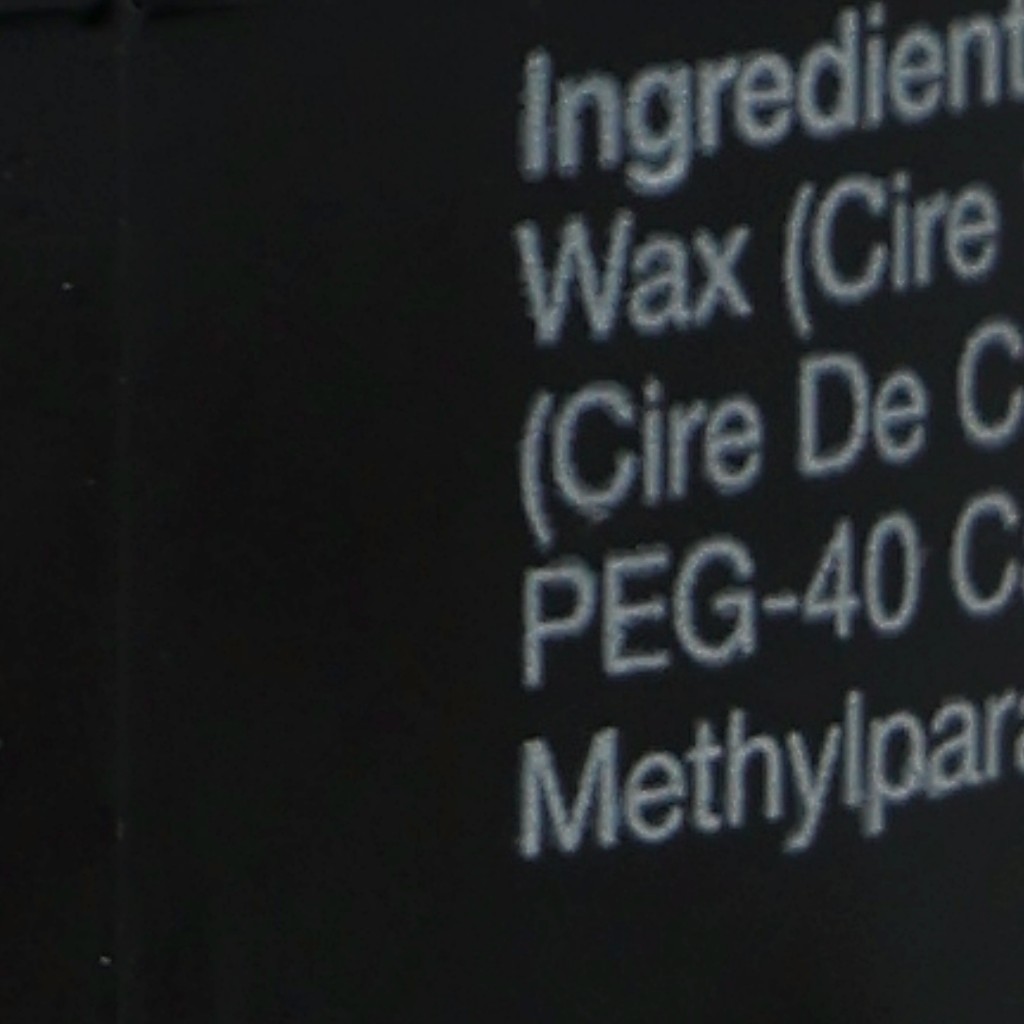 Ingredient
Wax (Cire
(Cire De C
PEG-40 C
Methylpara